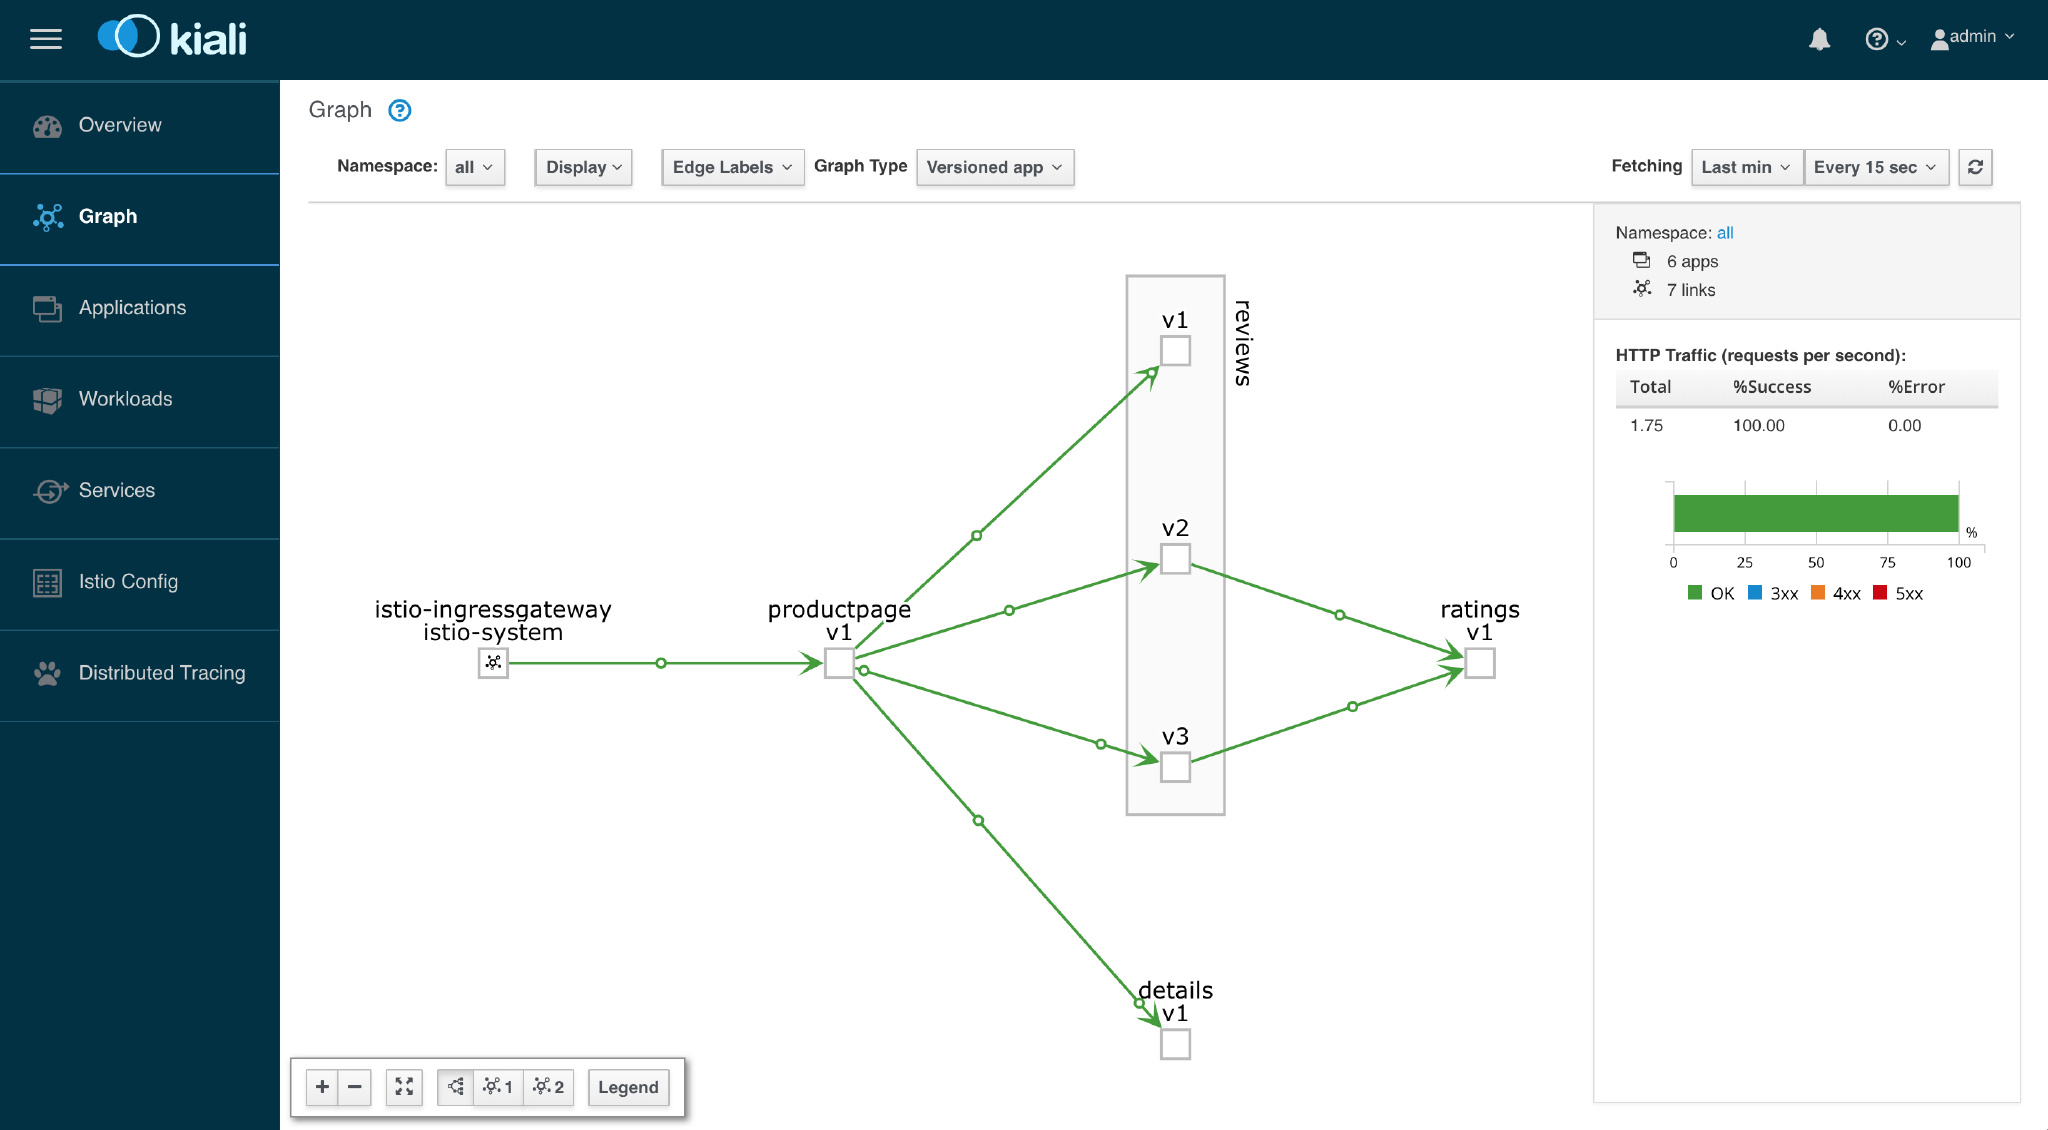 kiali
admin
Overview
Graph
Applications
Workloads
Services
Istio Config
Distributed Tracing
Graph
Namespace: all Display Edge Labels Graph Type Versioned app Fetching Last min Every 15 sec
reviews
v1
v2
v3
istio-ingressgateway
istio-system
productpage
v1
ratings
v1
details
v1
+ − 1 2 Legend
Namespace: all
6 apps
7 links
HTTP Traffic (requests per second):
Total %Success %Error
1.75 100.00 0.00
%
0 25 50 75 100
OK 3xx 4xx 5xx